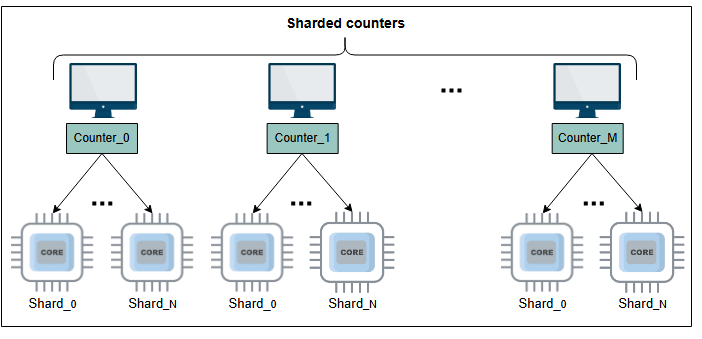 Sharded counters
...
Counter_0
Counter_1
Counter_M
... ... ...
CORE CORE CORE CORE CORE CORE
Shard_0 Shard_N Shard_0 Shard_N Shard_0 Shard_N